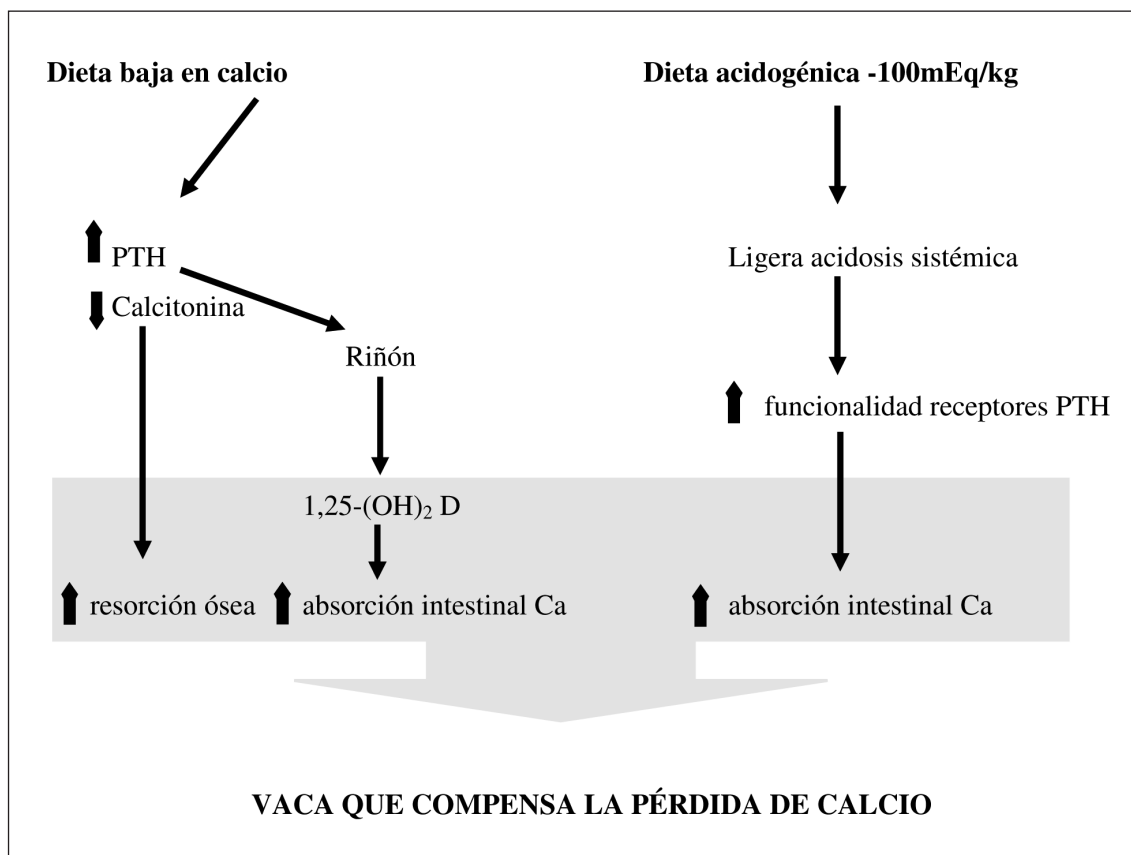 Dieta baja en calcio
Dieta acidogénica -100mEq/kg
PTH
Calcitonina
Riñón
Ligera acidosis sistémica
funcionalidad receptores PTH
1,25-(OH)₂ D
resorción ósea
absorción intestinal Ca
absorción intestinal Ca
VACA QUE COMPENSA LA PÉRDIDA DE CALCIO